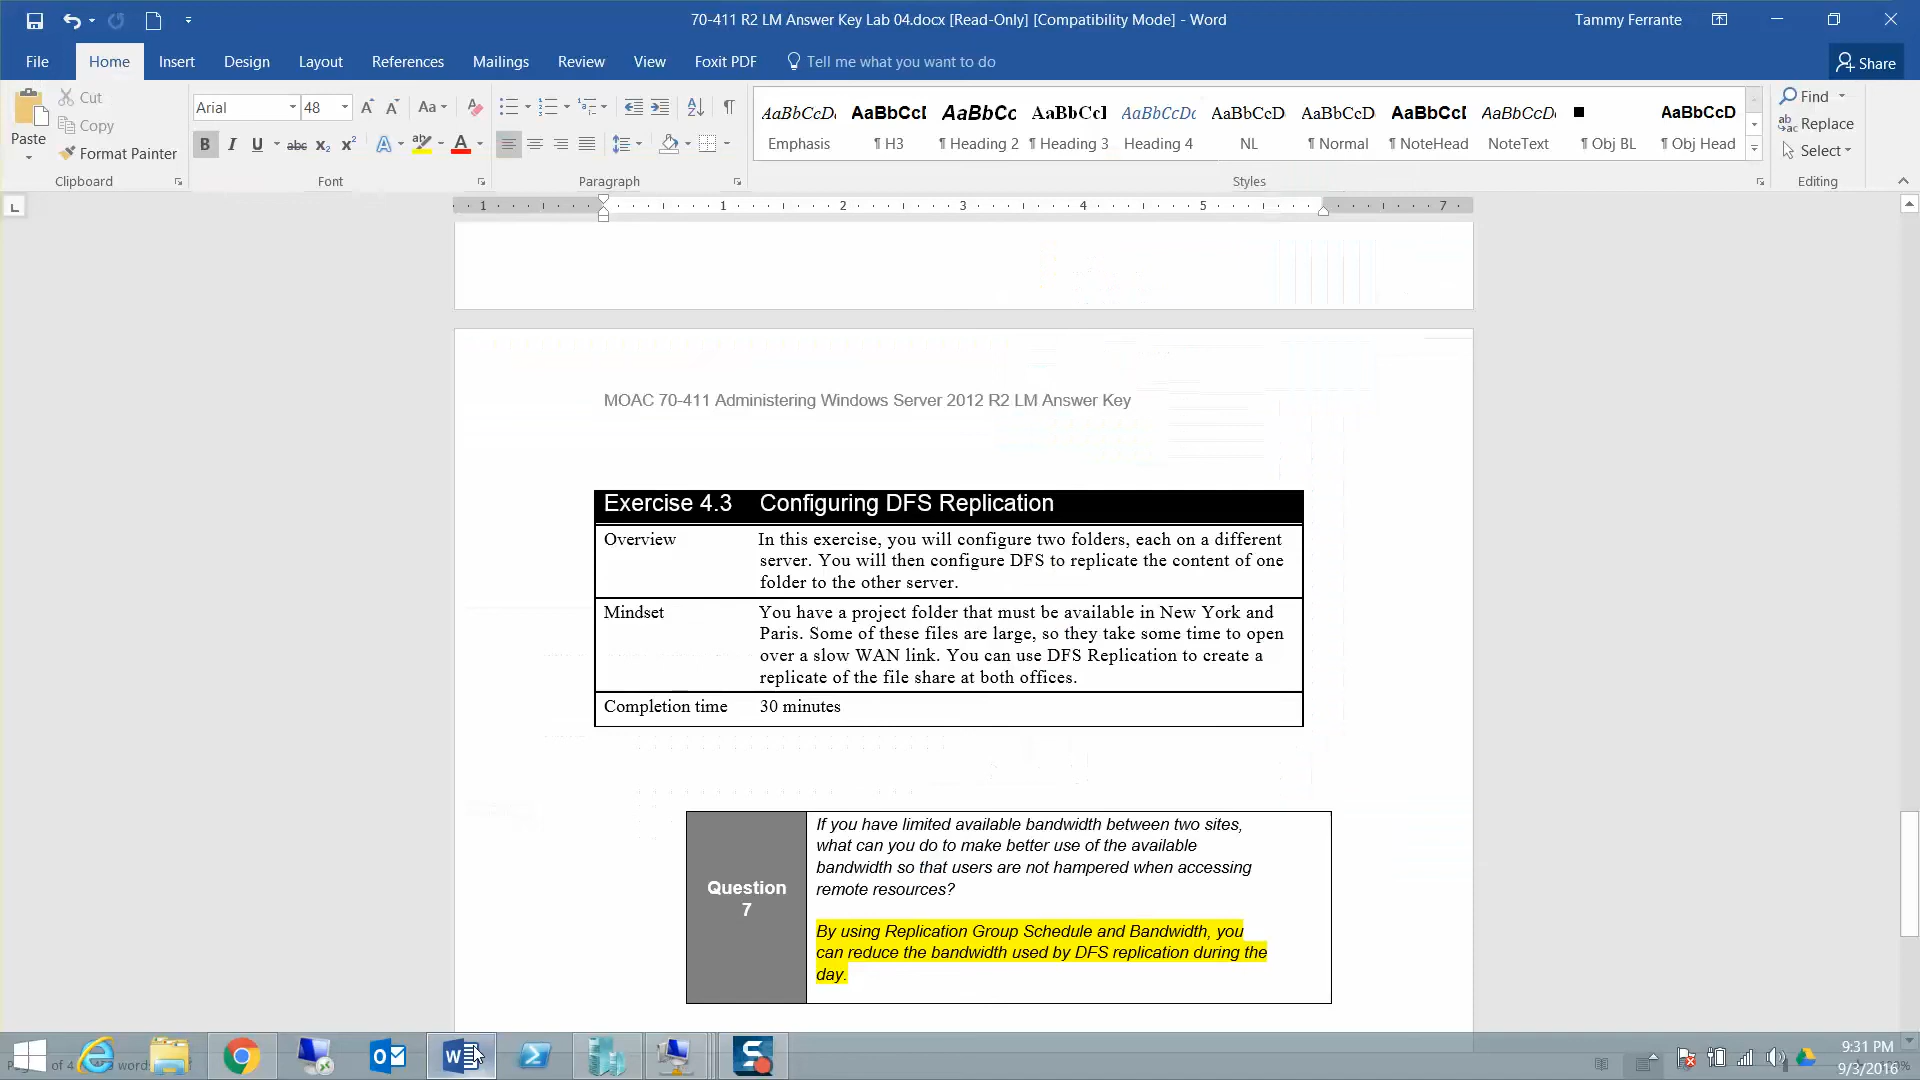 70-411 R2 LM Answer Key Lab 04.docx [Read-Only] [Compatibility Mode] - Word
Tammy Ferrante
File
Home
Insert
Design
Layout
References
Mailings
Review
View
Foxit PDF
Tell me what you want to do
Share
Paste
Cut
Copy
Format Painter
Clipboard
Arial
48
Aa
B I U abc x₂ x²
A
A
Font
Paragraph
AaBbCcD
AaBbCcI
AaBbCc
AaBbCcI
AaBbCcDc
AaBbCcD
AaBbCcD
AaBbCcI
AaBbCcD
AaBbCcD
Emphasis
¶ H3
¶ Heading 2
¶ Heading 3
Heading 4
NL
¶ Normal
¶ NoteHead
NoteText
¶ Obj BL
¶ Obj Head
Styles
Find
Replace
Select
Editing
1 1 2 3 4 5 7
MOAC 70-411 Administering Windows Server 2012 R2 LM Answer Key
Exercise 4.3 Configuring DFS Replication
Overview
In this exercise, you will configure two folders, each on a different
server. You will then configure DFS to replicate the content of one
folder to the other server.
Mindset
You have a project folder that must be available in New York and
Paris. Some of these files are large, so they take some time to open
over a slow WAN link. You can use DFS Replication to create a
replicate of the file share at both offices.
Completion time
30 minutes
Question
7
If you have limited available bandwidth between two sites,
what can you do to make better use of the available
bandwidth so that users are not hampered when accessing
remote resources?
By using Replication Group Schedule and Bandwidth, you
can reduce the bandwidth used by DFS replication during the
day.
9:31 PM
9/3/2016